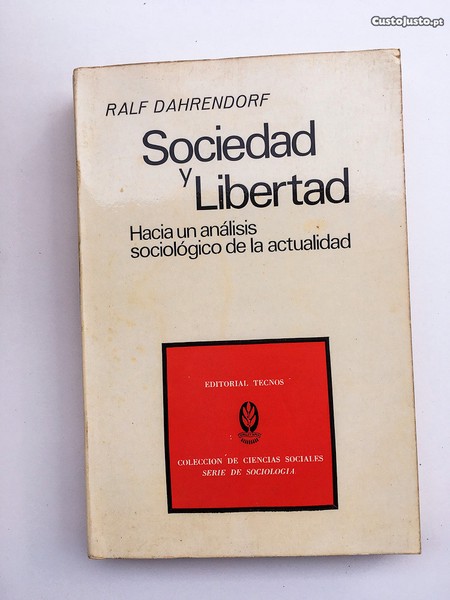 CustoJusto.pt
RALF DAHRENDORF
Sociedad
y
Libertad
Hacia un análisis
sociológico de la actualidad
EDITORIAL TECNOS
COLECCION DE CIENCIAS SOCIALES
SERIE DE SOCIOLOGIA